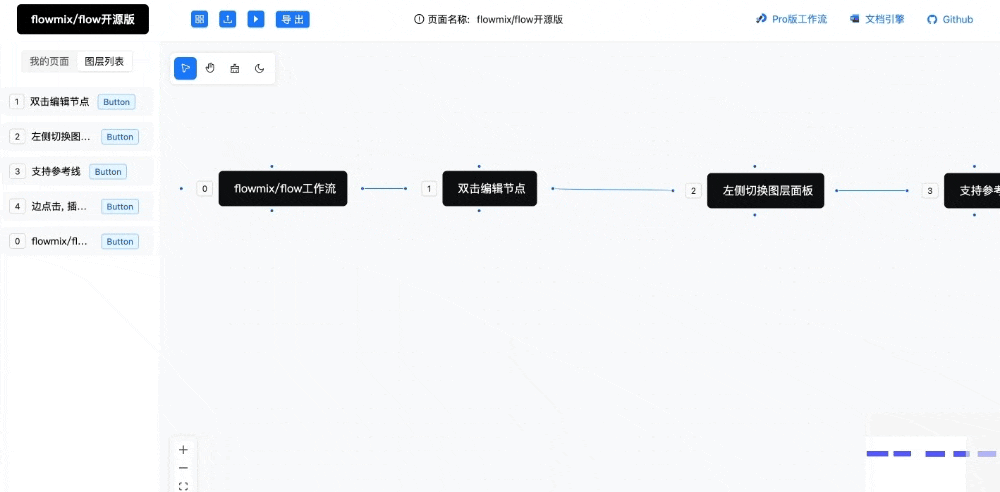 flowmix/flow开源版
导 出
页面名称: flowmix/flow开源版
Pro版工作流
文档引擎
Github
我的页面 图层列表
1 双击编辑节点 Button
2 左侧切换图... Button
3 支持参考线 Button
4 边点击, 插... Button
0 flowmix/fl... Button
0 flowmix/flow工作流
1 双击编辑节点
2 左侧切换图层面板
3 支持参考